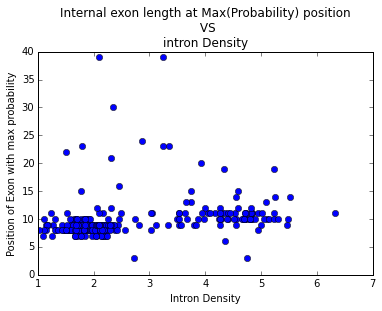 Internal exon length at Max(Probability) position
VS
intron Density
Position of Exon with max probability
40
35
30
25
20
15
10
5
0
1 2 3 4 5 6 7
Intron Density